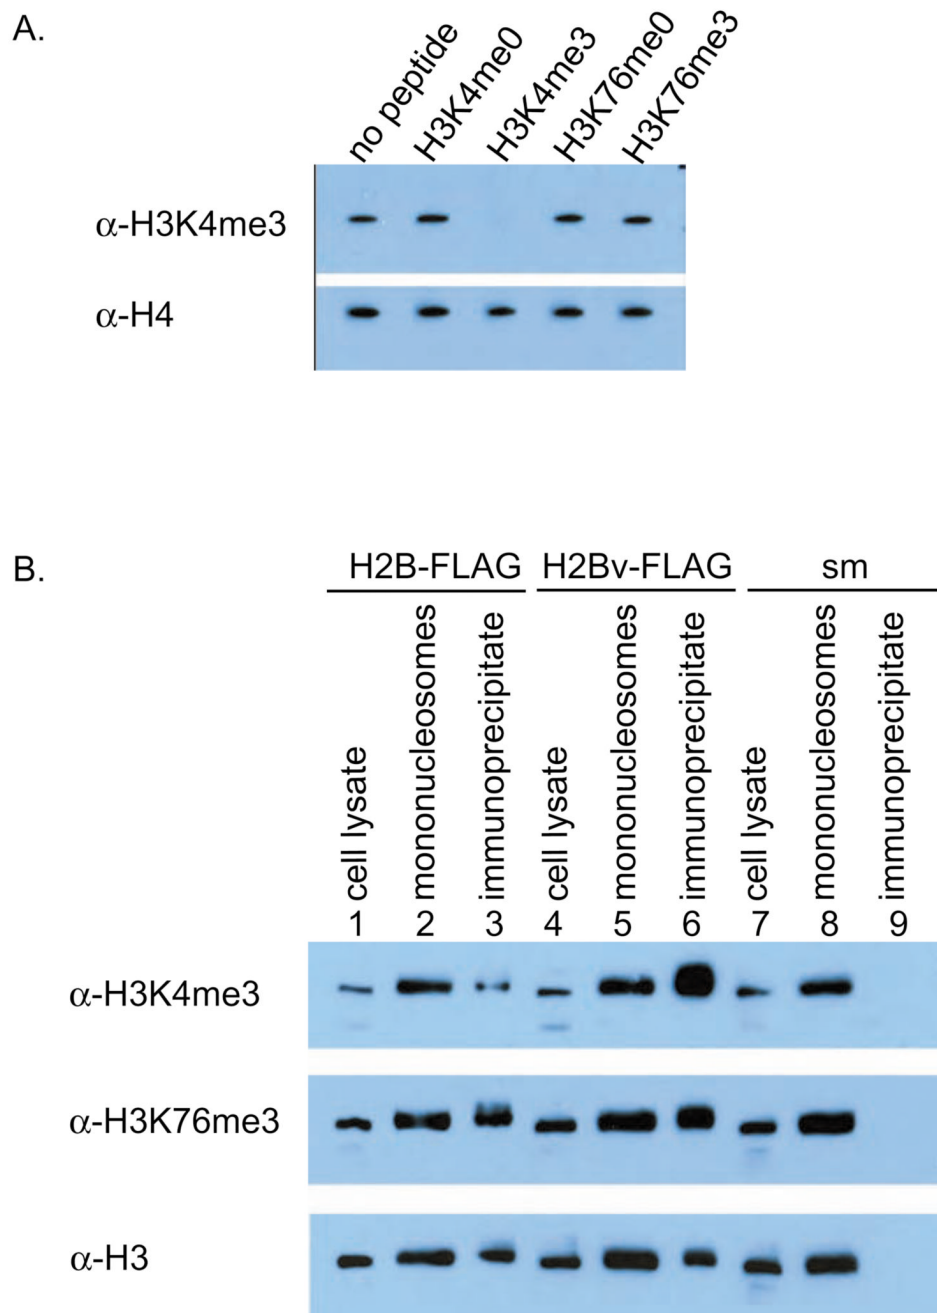 A.
no peptide
H3K4me0
H3K4me3
H3K76me0
H3K76me3
α-H3K4me3
α-H4
B.
H2B-FLAG H2Bv-FLAG sm
cell lysate
mononucleosomes
immunoprecipitate
cell lysate
mononucleosomes
immunoprecipitate
cell lysate
mononucleosomes
immunoprecipitate
1 2 3 4 5 6 7 8 9
α-H3K4me3
α-H3K76me3
α-H3